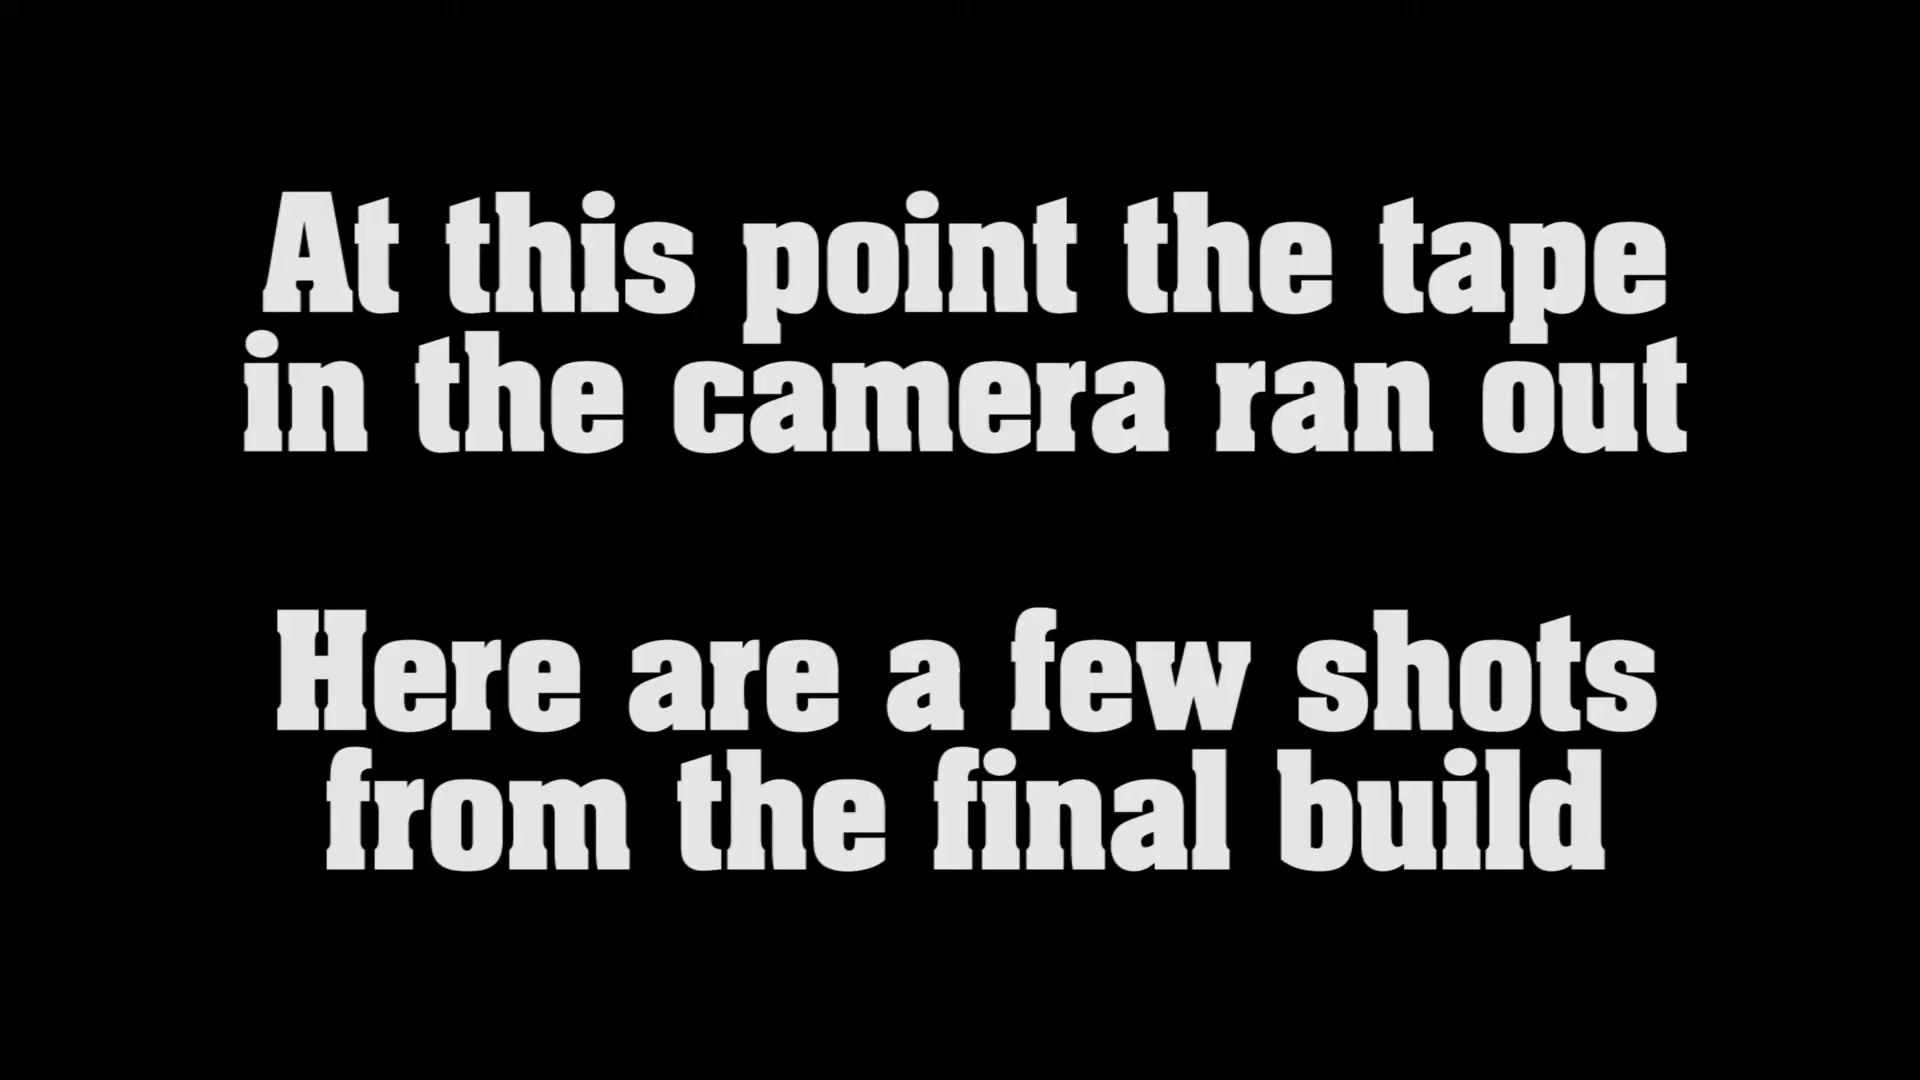 At this point the tape
in the camera ran out
Here are a few shots
from the final build